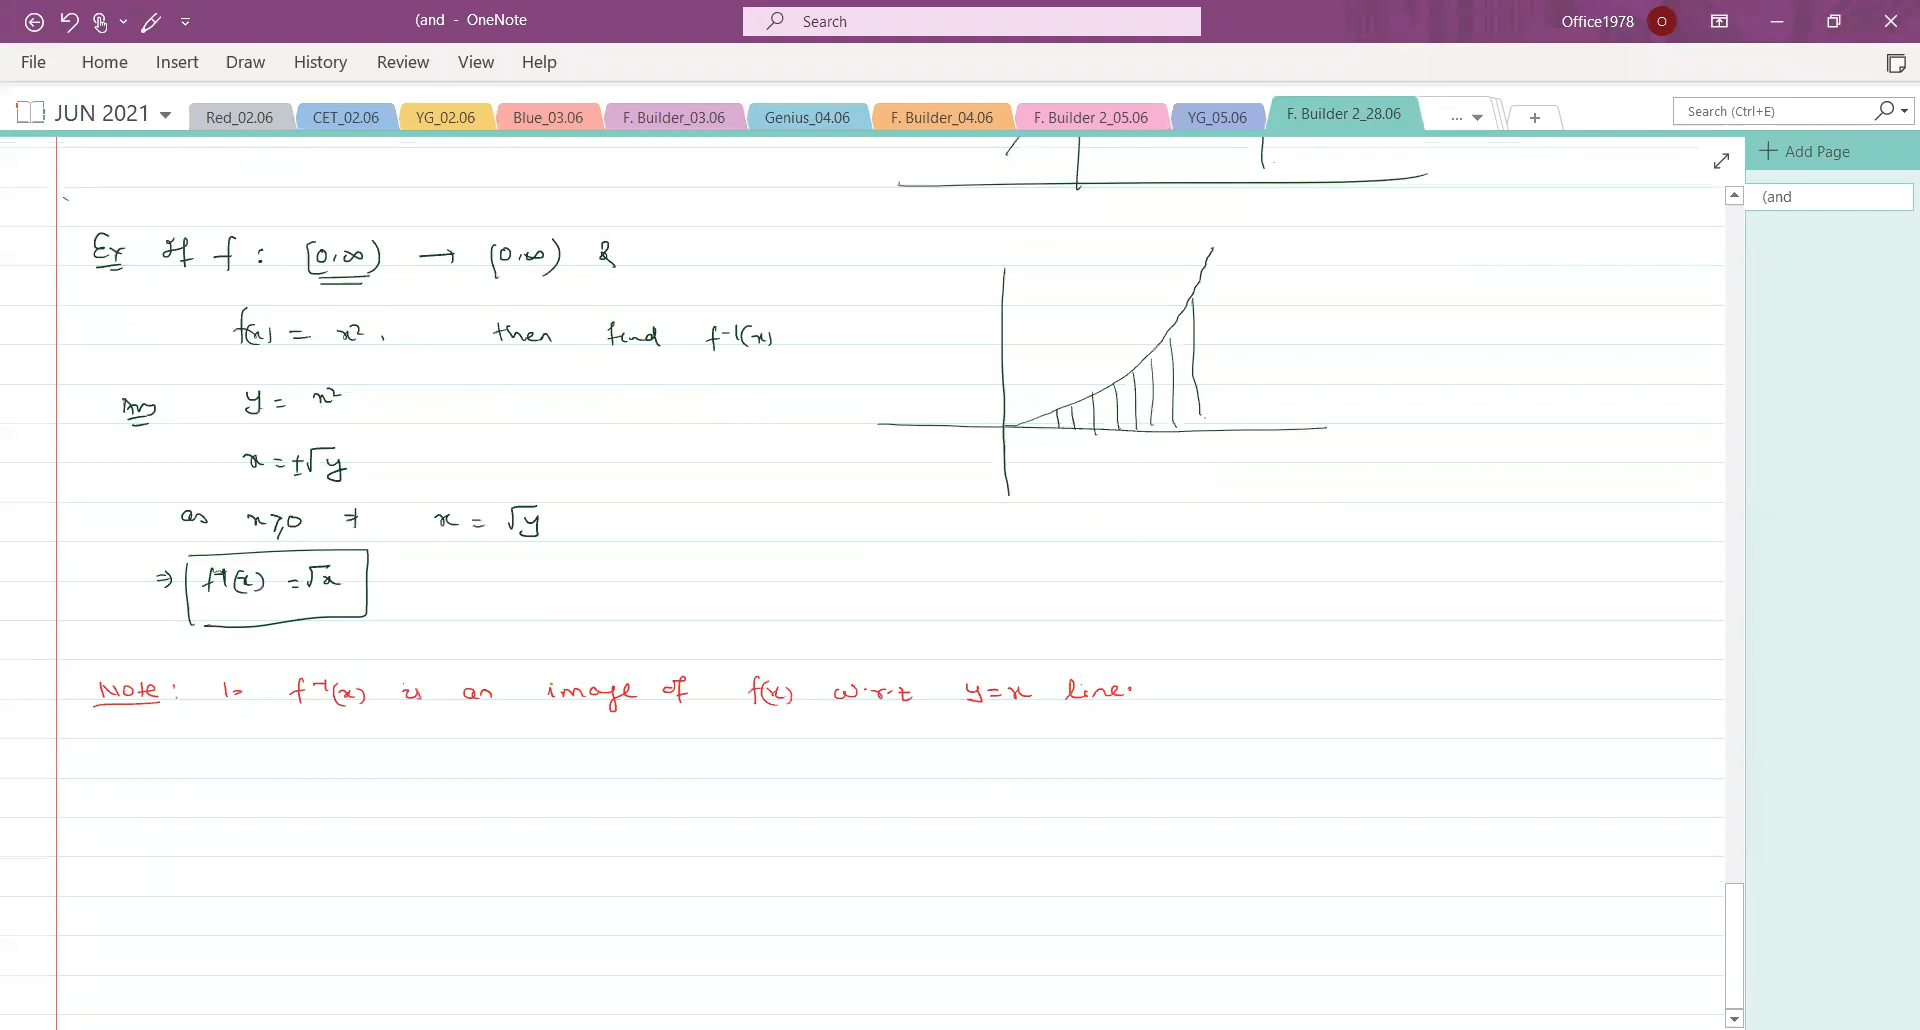 (and - OneNote
Search
Office1978
O
File Home Insert Draw History Review View Help
JUN 2021
Red_02.06 CET_02.06 YG_02.06 Blue_03.06 F. Builder_03.06 Genius_04.06 F. Builder_04.06 F. Builder 2_05.06 YG_05.06 F. Builder 2_28.06 ... +
Search (Ctrl+E)
+ Add Page
(and
Ex If f : [0,∞) → [0,∞) &
f(x) = x², then find f⁻¹(x)
Ans y = x²
x = ±√y
as x ≥ 0 ⇒ x = √y
⇒ f⁻¹(x) = √x
Note: 1- f⁻¹(x) is an image of f(x) w.r.t y=x line.